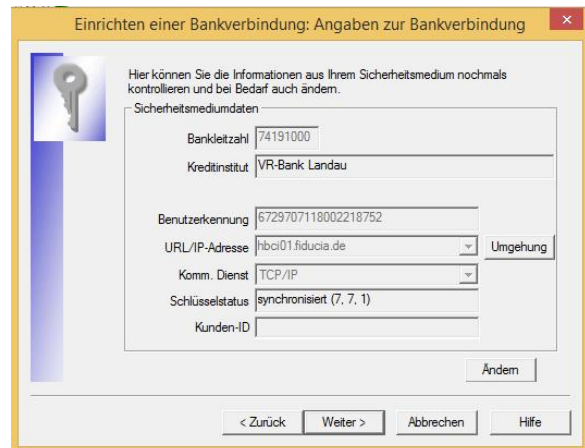 Einrichten einer Bankverbindung: Angaben zur Bankverbindung
Hier können Sie die Informationen aus Ihrem Sicherheitsmedium nochmals
kontrollieren und bei Bedarf auch ändern.
Sicherheitsmediumdaten
Bankleitzahl 74191000
Kreditinstitut VR-Bank Landau
Benutzerkennung 6729707118002218752
URL/IP-Adresse hbci01.fiducia.de Umgehung
Komm. Dienst TCP/IP
Schlüsselstatus synchronisiert (7, 7, 1)
Kunden-ID
Ändern
< Zurück Weiter > Abbrechen Hilfe